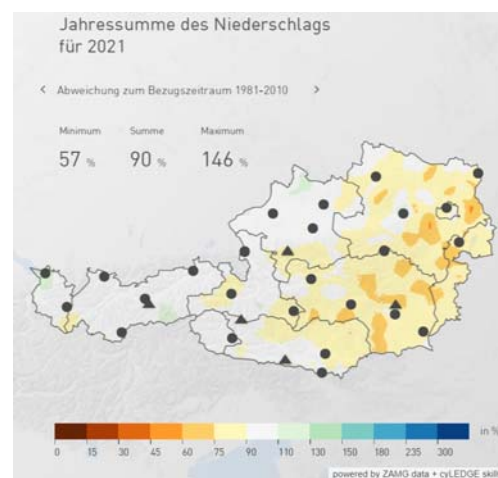 Jahressumme des Niederschlags
für 2021
< Abweichung zum Bezugszeitraum 1981-2010 >
Minimum Summe Maximum
57 % 90 % 146 %
in %
0 15 30 45 60 75 90 110 130 150 180 235 300
powered by ZAMG data + cyLEDGE skill